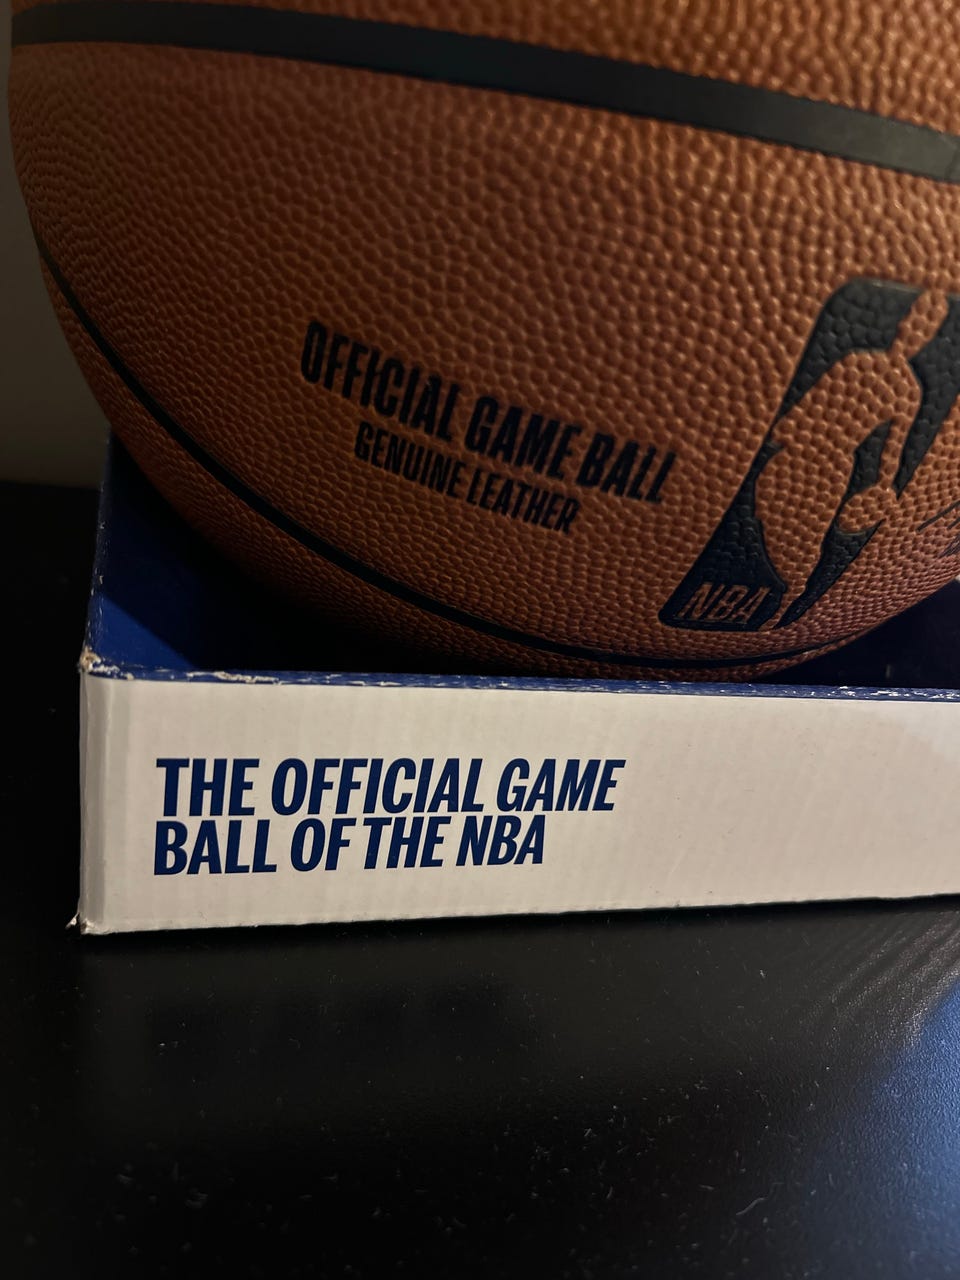 OFFICIAL GAME BALL
GENUINE LEATHER
NBA
THE OFFICIAL GAME
BALL OF THE NBA